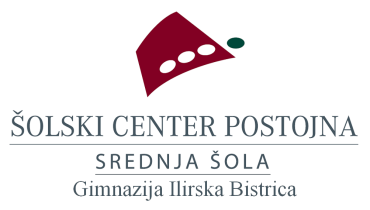 ŠOLSKI CENTER POSTOJNA
SREDNJA ŠOLA
Gimnazija Ilirska Bistrica